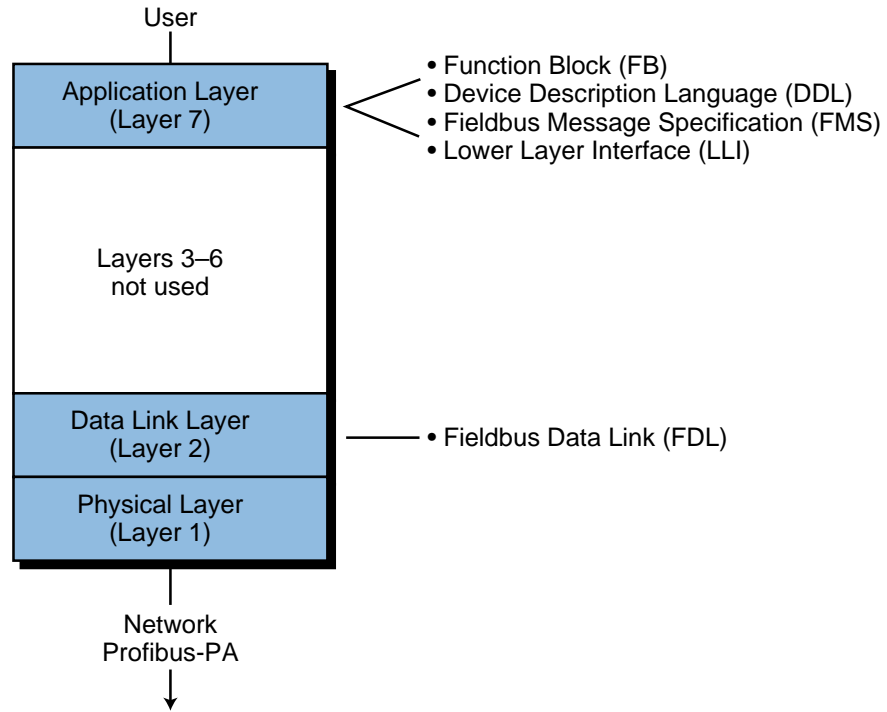 User
Application Layer
(Layer 7)
• Function Block (FB)
• Device Description Language (DDL)
• Fieldbus Message Specification (FMS)
• Lower Layer Interface (LLI)
Layers 3–6
not used
Data Link Layer
(Layer 2)
• Fieldbus Data Link (FDL)
Physical Layer
(Layer 1)
Network
Profibus-PA